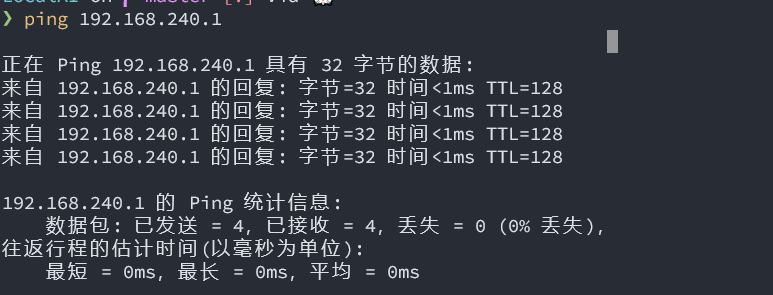 ❯ ping 192.168.240.1
正在 Ping 192.168.240.1 具有 32 字节的数据:
来自 192.168.240.1 的回复: 字节=32 时间<1ms TTL=128
来自 192.168.240.1 的回复: 字节=32 时间<1ms TTL=128
来自 192.168.240.1 的回复: 字节=32 时间<1ms TTL=128
来自 192.168.240.1 的回复: 字节=32 时间<1ms TTL=128
192.168.240.1 的 Ping 统计信息:
数据包: 已发送 = 4, 已接收 = 4, 丢失 = 0 (0% 丢失),
往返行程的估计时间(以毫秒为单位):
最短 = 0ms, 最长 = 0ms, 平均 = 0ms